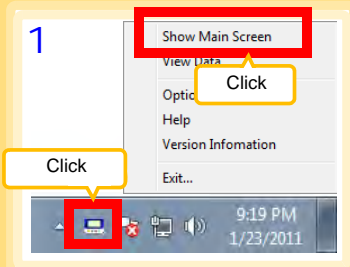 1
Show Main Screen
View Data
Click
Optio
Help
Version Infomation
Click
Exit...
9:19 PM
1/23/2011